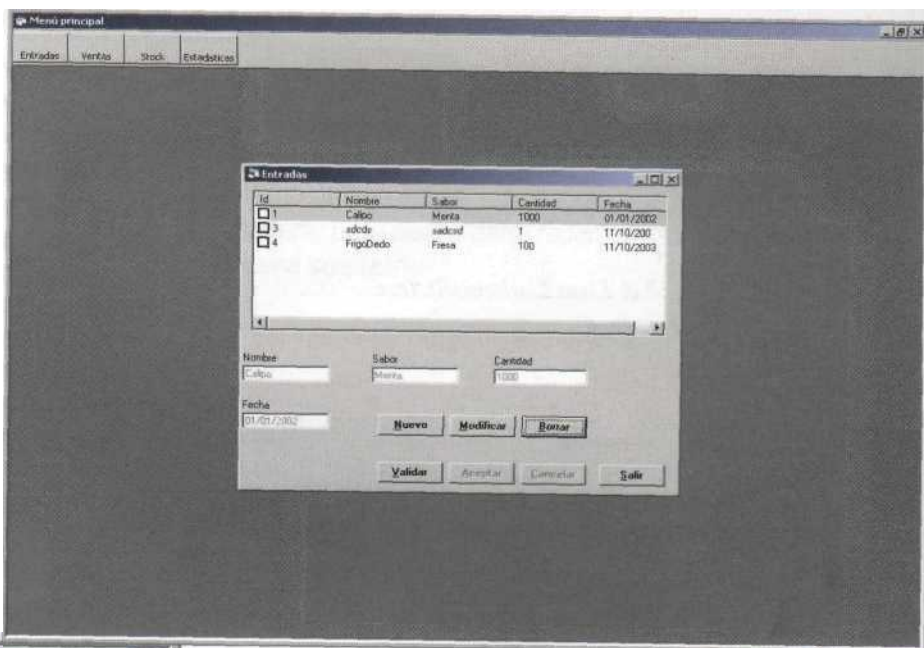 Menú principal
Entradas Ventas Stock Estadísticas
Entradas
Id Nombre Sabor Cantidad Fecha
1 Calipo Menta 1000 01/01/2002
3 sdcds sadcsd 1 11/10/200
4 FrigoDedo Fresa 100 11/10/2003
Nombre Sabor Cantidad
Calipo Menta 1000
Fecha
01/01/2002
Nuevo Modificar Borrar
Validar Aceptar Cancelar Salir